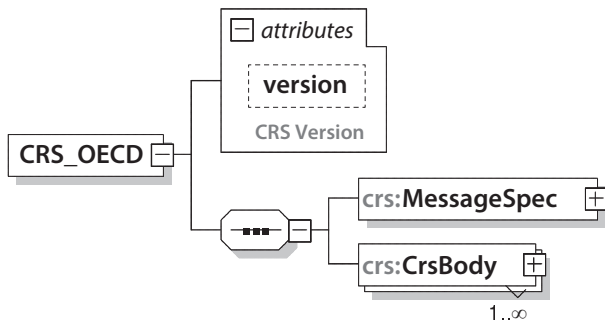 attributes
version
CRS Version
CRS_OECD
crs:MessageSpec
crs:CrsBody
1..∞